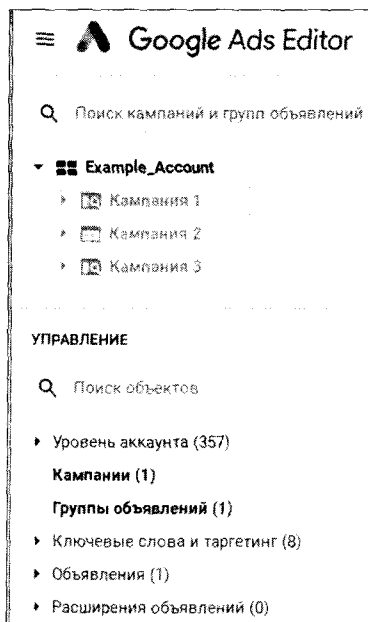 Google Ads Editor
Поиск кампаний и групп объявлений
Example_Account
Кампания 1
Кампания 2
Кампания 3
УПРАВЛЕНИЕ
Поиск объектов
Уровень аккаунта (357)
Кампании (1)
Группы объявлений (1)
Ключевые слова и таргетинг (8)
Объявления (1)
Расширения объявлений (0)